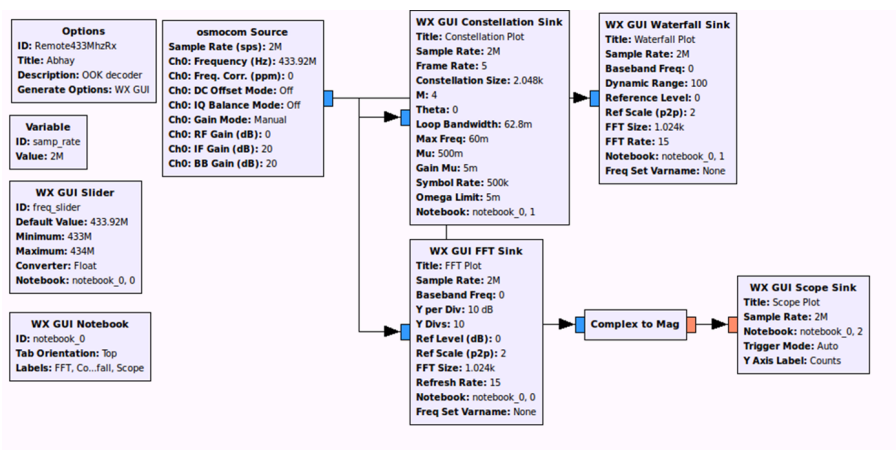 Options
ID: Remote433MhzRx
Title: Abhay
Description: OOK decoder
Generate Options: WX GUI
Variable
ID: samp_rate
Value: 2M
WX GUI Slider
ID: freq_slider
Default Value: 433.92M
Minimum: 433M
Maximum: 434M
Converter: Float
Notebook: notebook_0, 0
WX GUI Notebook
ID: notebook_0
Tab Orientation: Top
Labels: FFT, Co...fall, Scope
osmocom Source
Sample Rate (sps): 2M
Ch0: Frequency (Hz): 433.92M
Ch0: Freq. Corr. (ppm): 0
Ch0: DC Offset Mode: Off
Ch0: IQ Balance Mode: Off
Ch0: Gain Mode: Manual
Ch0: RF Gain (dB): 0
Ch0: IF Gain (dB): 20
Ch0: BB Gain (dB): 20
WX GUI Constellation Sink
Title: Constellation Plot
Sample Rate: 2M
Frame Rate: 5
Constellation Size: 2.048k
M: 4
Theta: 0
Loop Bandwidth: 62.8m
Max Freq: 60m
Mu: 500m
Gain Mu: 5m
Symbol Rate: 500k
Omega Limit: 5m
Notebook: notebook_0, 1
WX GUI FFT Sink
Title: FFT Plot
Sample Rate: 2M
Baseband Freq: 0
Y per Div: 10 dB
Y Divs: 10
Ref Level (dB): 0
Ref Scale (p2p): 2
FFT Size: 1.024k
Refresh Rate: 15
Notebook: notebook_0, 0
Freq Set Varname: None
WX GUI Waterfall Sink
Title: Waterfall Plot
Sample Rate: 2M
Baseband Freq: 0
Dynamic Range: 100
Reference Level: 0
Ref Scale (p2p): 2
FFT Size: 1.024k
FFT Rate: 15
Notebook: notebook_0, 1
Freq Set Varname: None
Complex to Mag
WX GUI Scope Sink
Title: Scope Plot
Sample Rate: 2M
Notebook: notebook_0, 2
Trigger Mode: Auto
Y Axis Label: Counts